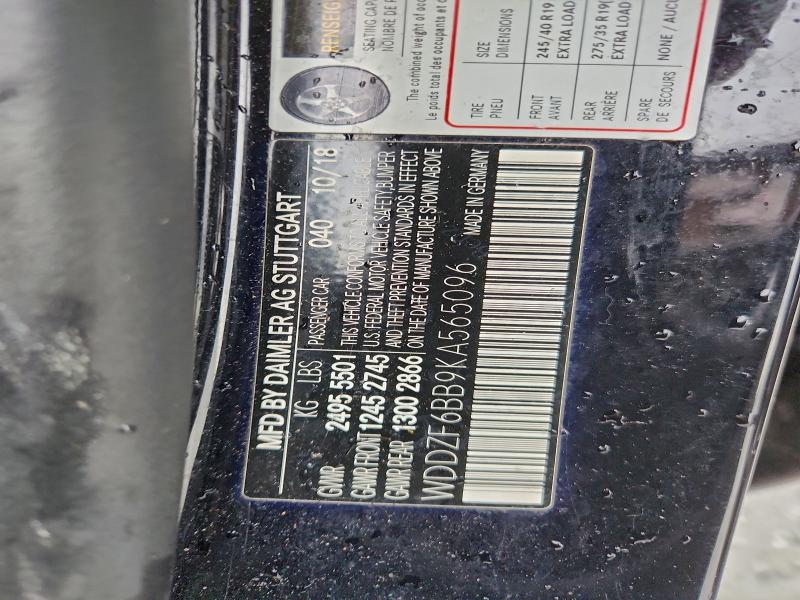 MFD BY DAIMLER AG STUTTGART
KG LBS PASSENGER CAR 040 10/18
GVWR 2495 5501 THIS VEHICLE CONFORMS TO ALL APPLICABLE
GAWR FRONT 1245 2745 U.S. FEDERAL MOTOR VEHICLE SAFETY, BUMPER
GAWR REAR 1300 2866 AND THEFT PREVENTION STANDARDS IN EFFECT
ON THE DATE OF MANUFACTURE SHOWN ABOVE
WDDZF6BB9KA565096 MADE IN GERMANY
RENSEIG
SEATING CAP
NOMBRE DE
The combined weight of occ
Le poids total des occupants et c
TIRE SIZE
PNEU DIMENSIONS
FRONT 245/40 R19
AVANT EXTRA LOAD
REAR 275/35 R19
ARRIÈRE EXTRA LOAD
SPARE NONE / AUCU
DE SECOURS